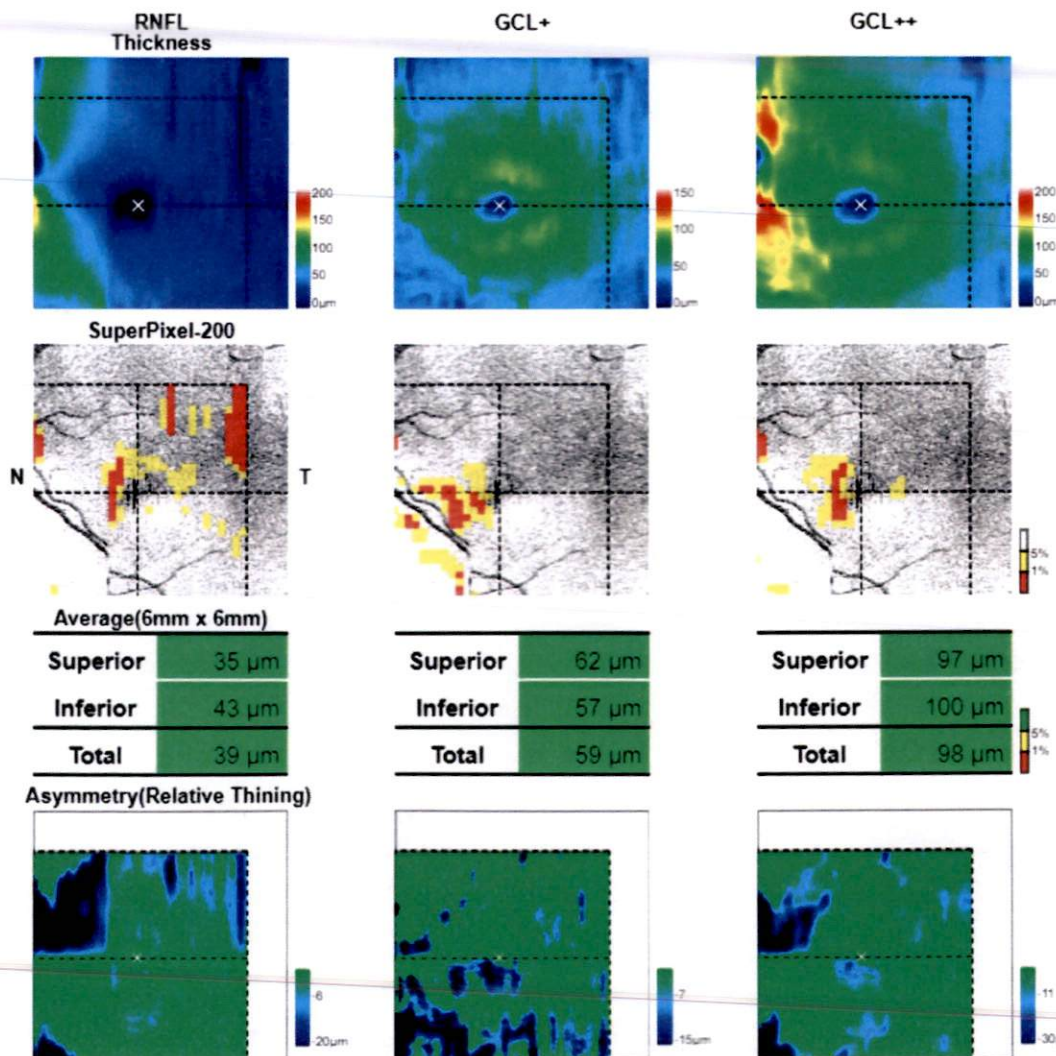 RNFL Thickness
GCL+
GCL++
200
150
100
50
0μm
150
100
50
0μm
200
150
100
50
0μm
SuperPixel-200
N
T
5%
1%
Average(6mm x 6mm)
Superior 35 μm
Inferior 43 μm
Total 39 μm
Superior 62 μm
Inferior 57 μm
Total 59 μm
Superior 97 μm
Inferior 100 μm
Total 98 μm
5%
1%
Asymmetry(Relative Thining)
-6
-20μm
-7
-15μm
-11
-30